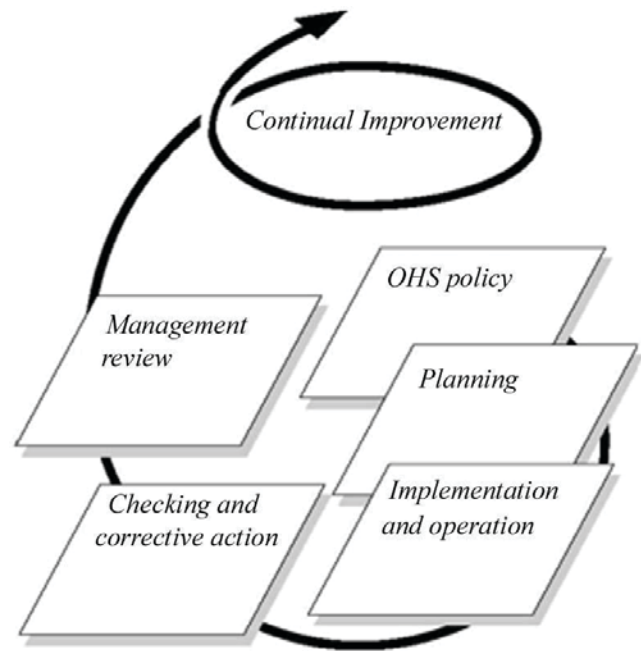 Continual Improvement
OHS policy
Management
review
Planning
Checking and
corrective action
Implementation
and operation